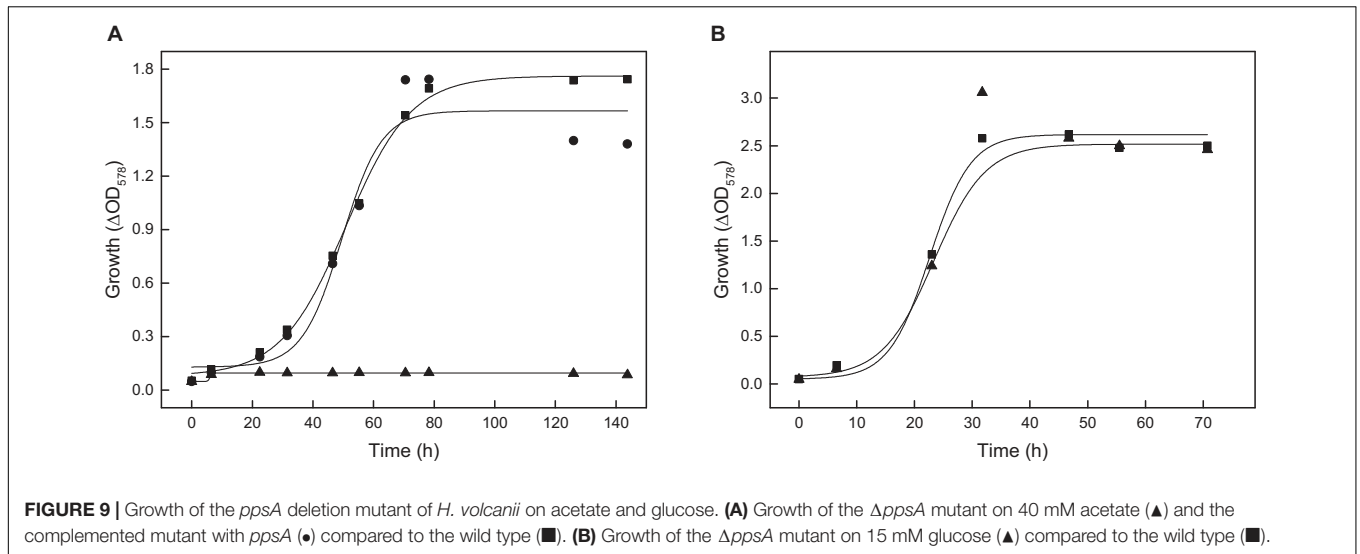 A
B
1.8
1.5
1.2
0.9
0.6
0.3
0.0
Growth (ΔOD578)
0 20 40 60 80 100 120 140
Time (h)
3.0
2.5
2.0
1.5
1.0
0.5
0.0
Growth (ΔOD578)
0 10 20 30 40 50 60 70
Time (h)
FIGURE 9 | Growth of the ppsA deletion mutant of H. volcanii on acetate and glucose. (A) Growth of the ΔppsA mutant on 40 mM acetate (▲) and the
complemented mutant with ppsA (●) compared to the wild type (■). (B) Growth of the ΔppsA mutant on 15 mM glucose (▲) compared to the wild type (■).